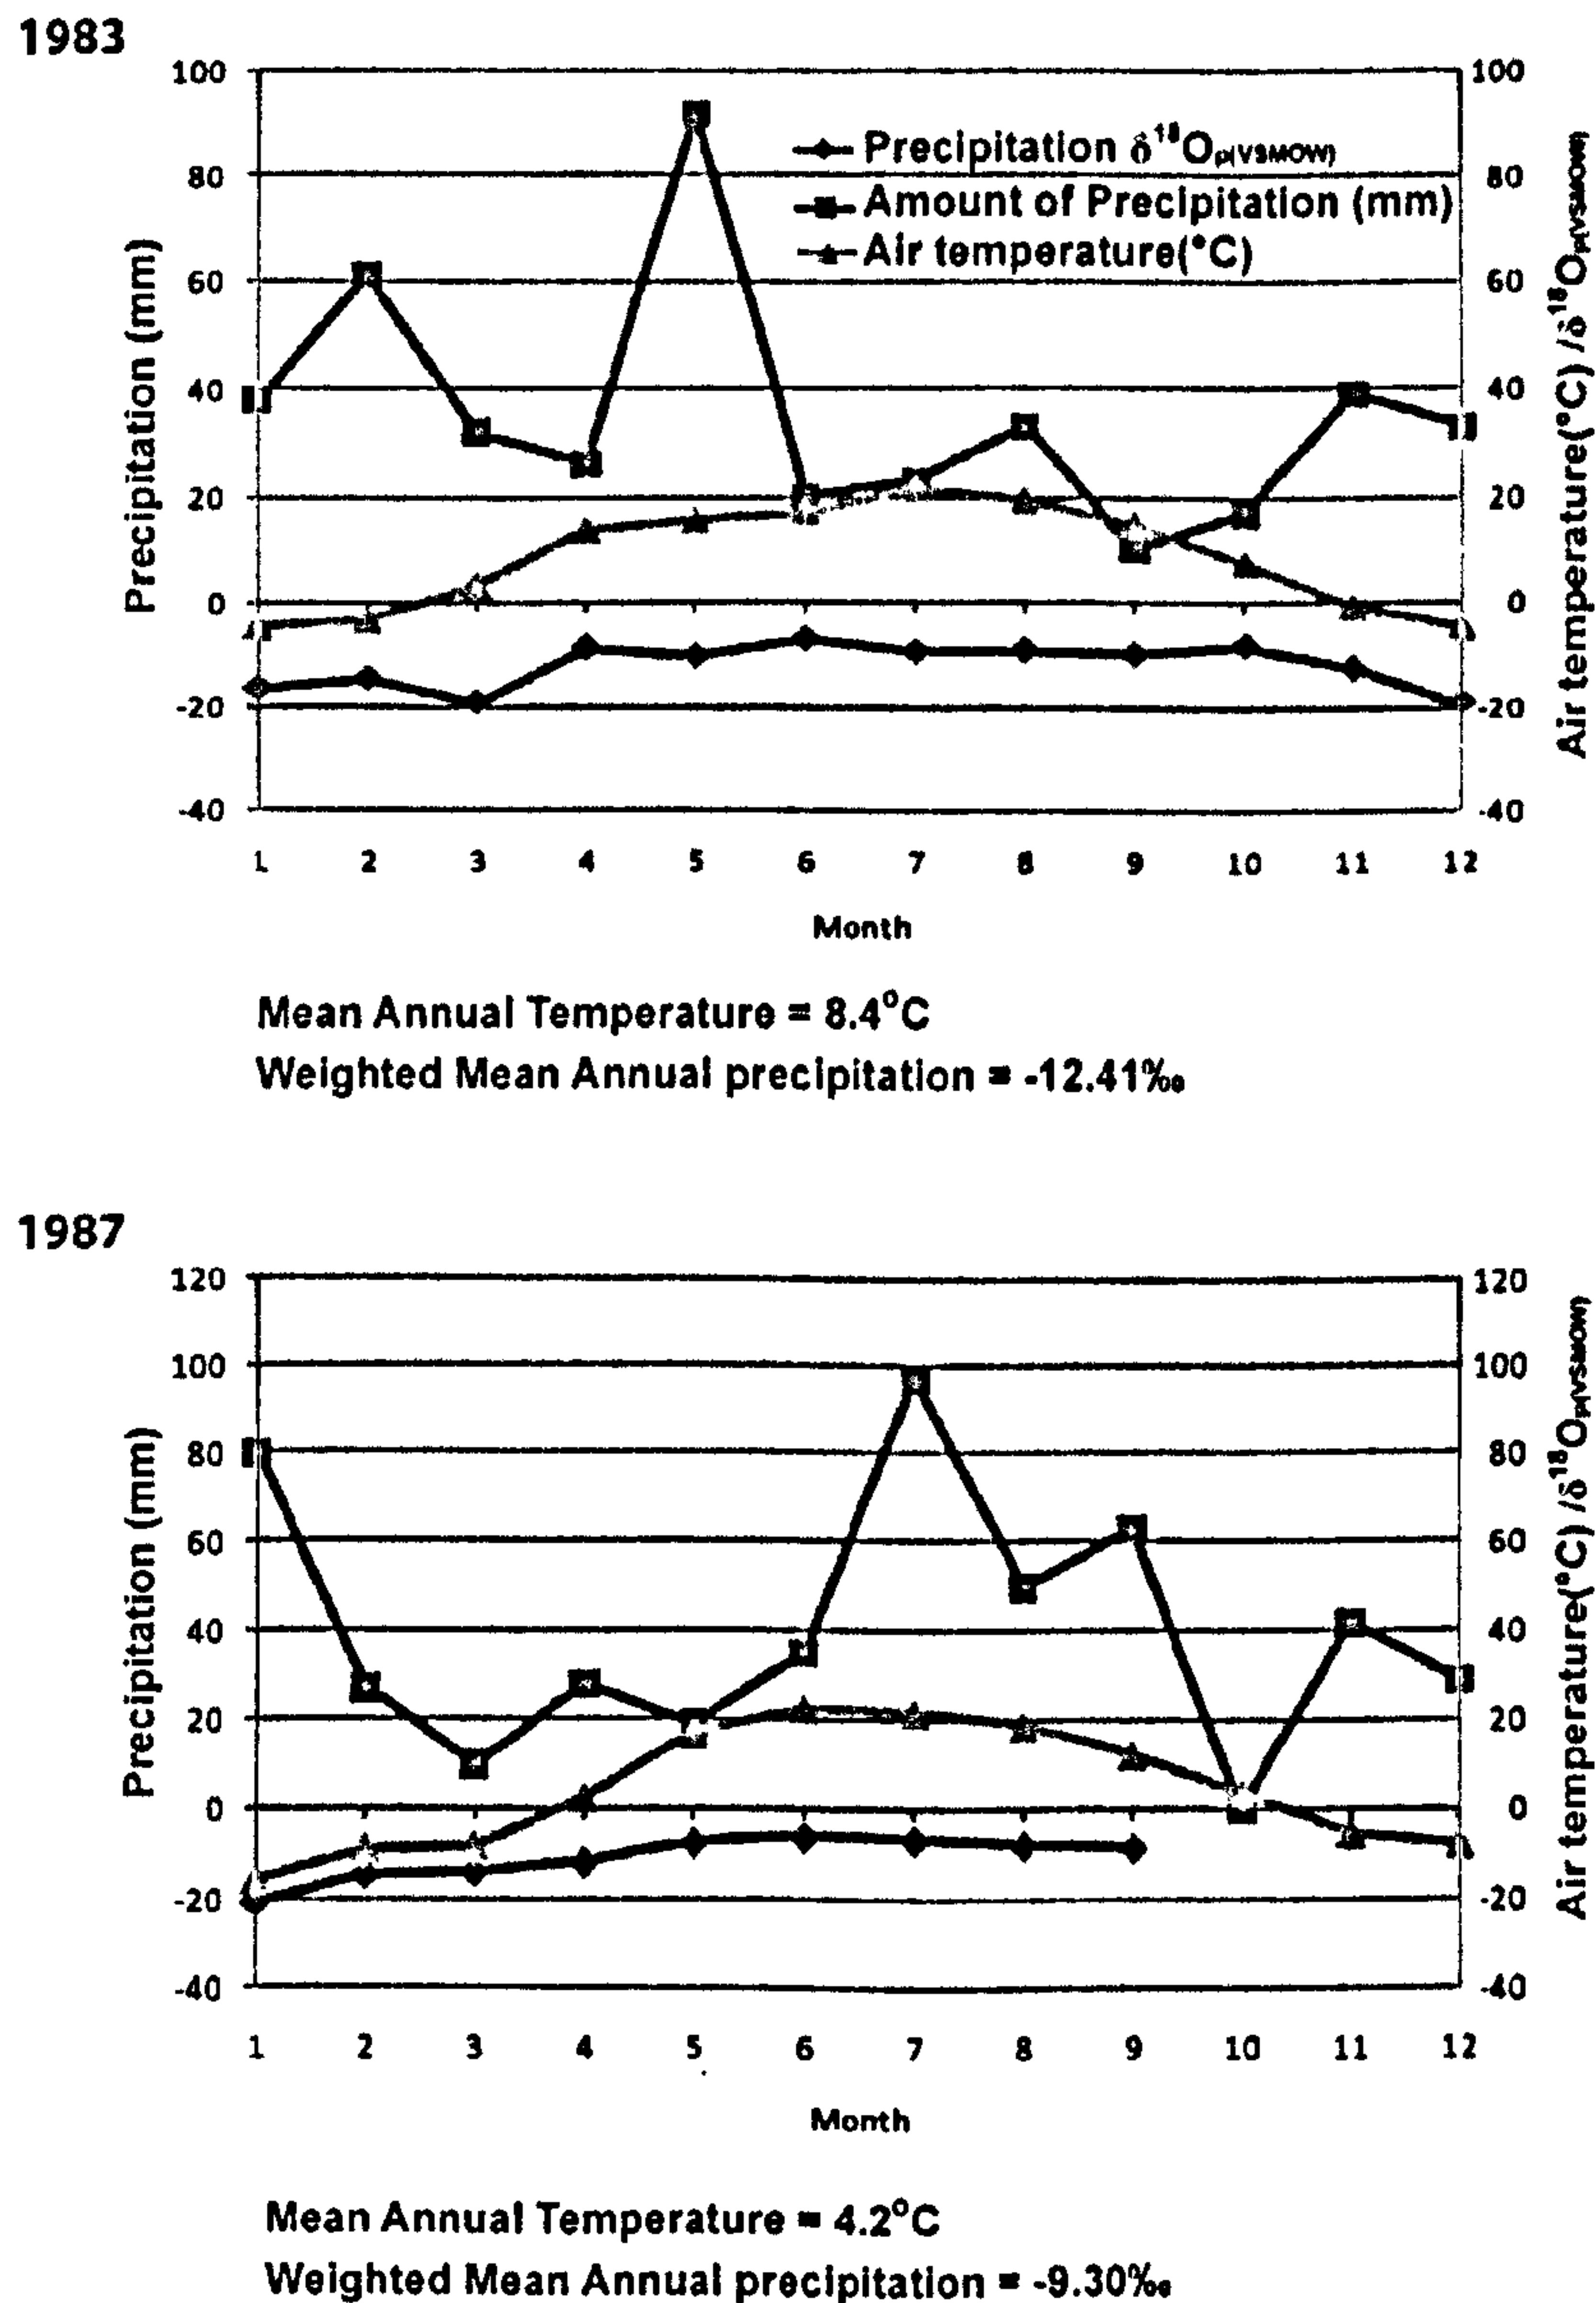 1983
100 100
Precipitation δ¹⁸Op(VSMOW)
80 80
Amount of Precipitation (mm)
Air temperature(°C)
60 60
40 40
20 20
0 0
-20 -20
-40 -40
Precipitation (mm)
Air temperature(°C) /δ¹⁸Op(VSMOW)
1 2 3 4 5 6 7 8 9 10 11 12
Month
Mean Annual Temperature = 8.4°C
Weighted Mean Annual precipitation = -12.41‰
1987
120 120
100 100
80 80
60 60
40 40
20 20
0 0
-20 -20
-40 -40
Precipitation (mm)
Air temperature(°C) /δ¹⁸Op(VSMOW)
1 2 3 4 5 6 7 8 9 10 11 12
Month
Mean Annual Temperature = 4.2°C
Weighted Mean Annual precipitation = -9.30‰